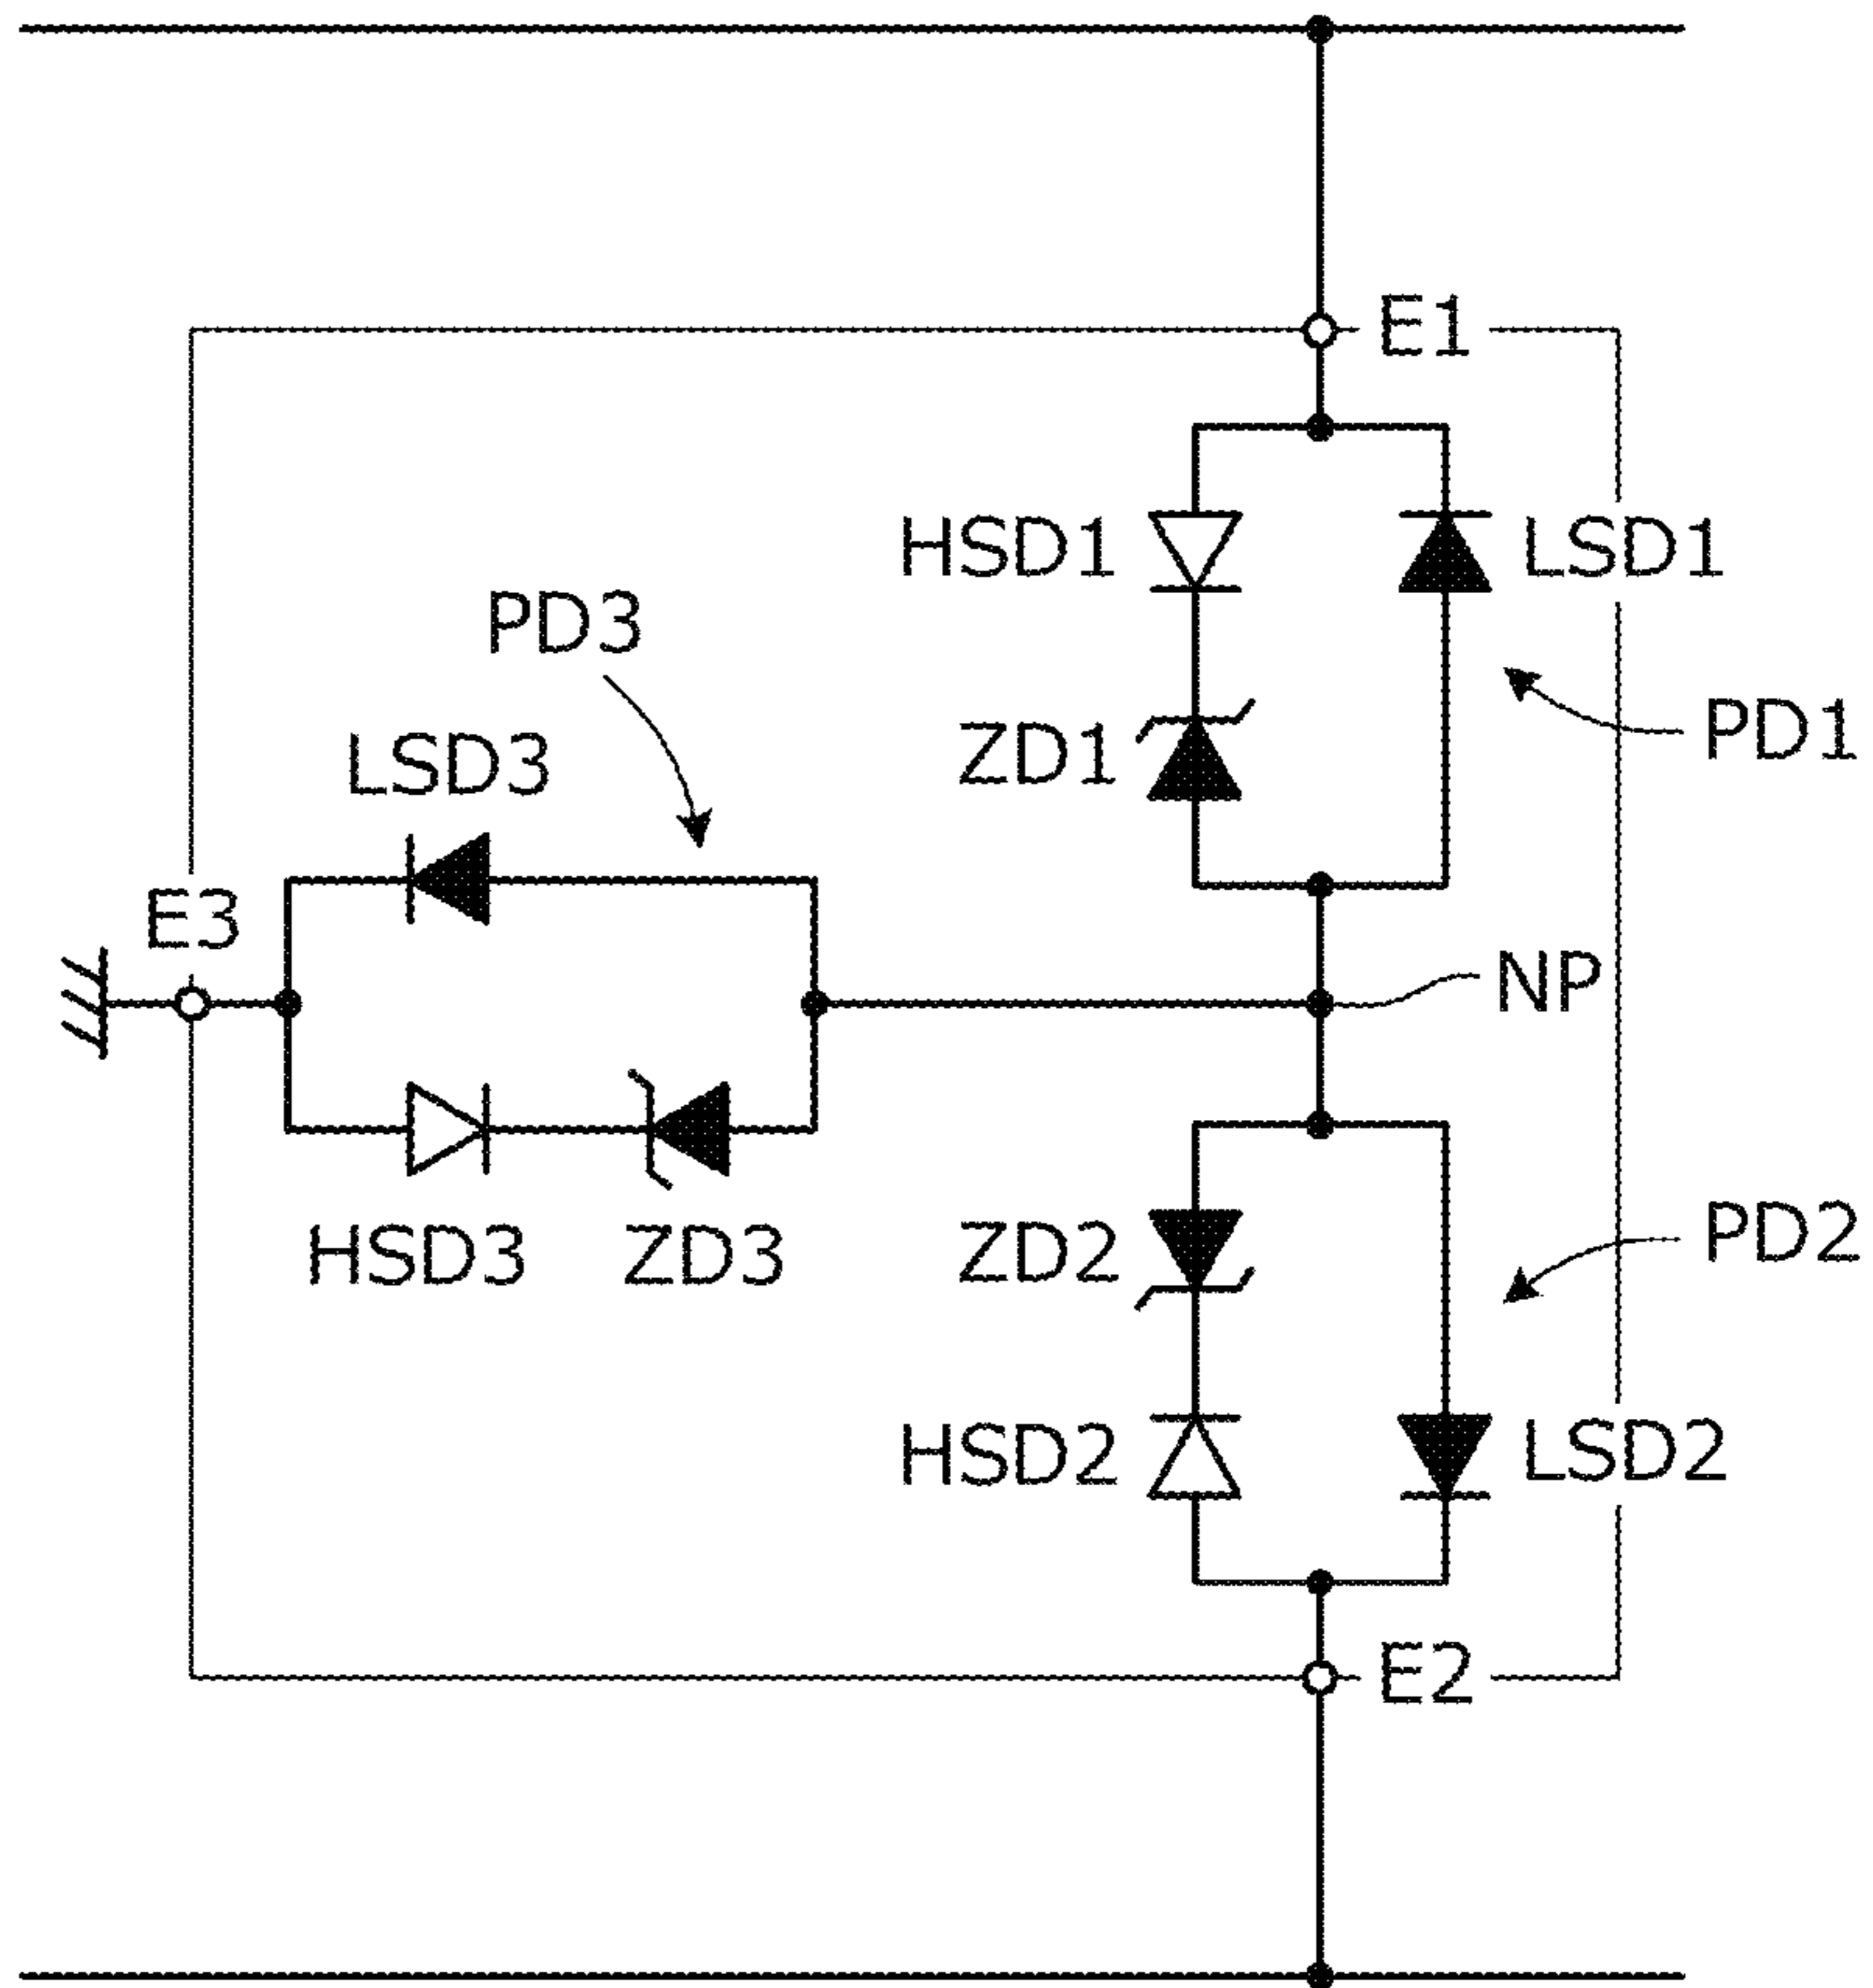 E1
HSD1
LSD1
PD3
ZD1
PD1
LSD3
E3
NP
HSD3
ZD3
ZD2
PD2
HSD2
LSD2
E2